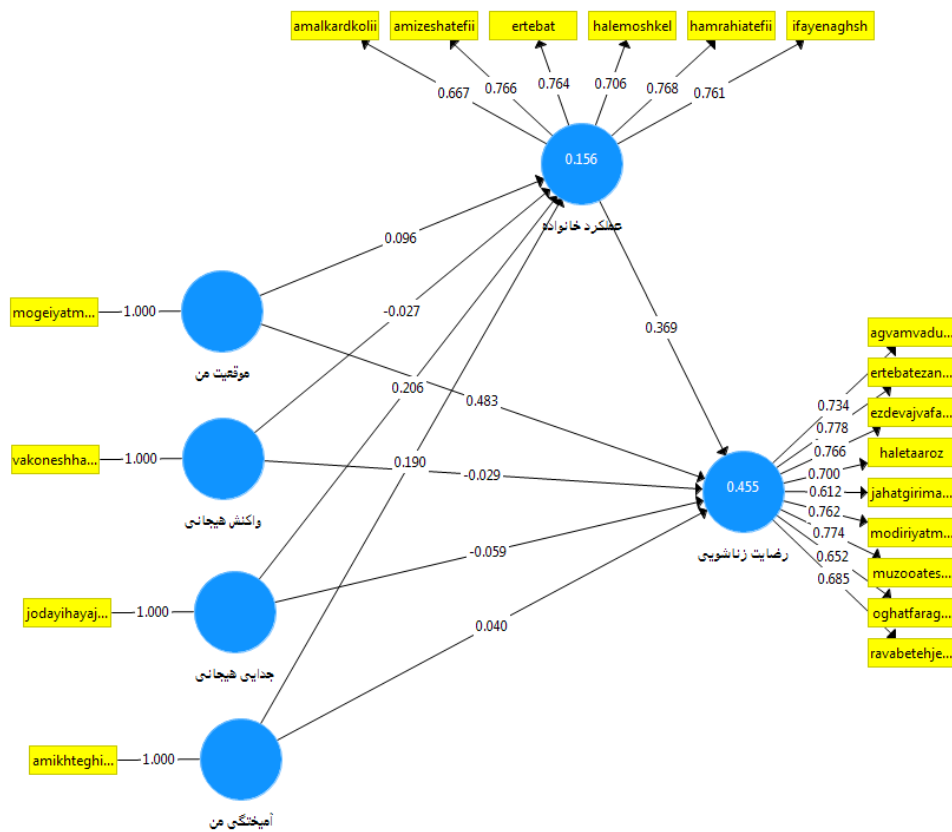 amalkardkolii
amizeshatefii
ertebat
halemoshkel
hamrahiatefii
ifayenaghsh
0.667
0.766
0.764
0.706
0.768
0.761
0.156
عملکرد خانواده
0.096
-0.027
0.206
0.190
0.369
0.483
-0.029
-0.059
0.040
mogeiyatm...
1.000
موقعیت من
vakoneshha...
1.000
واکنش هیجانی
jodayihayaj...
1.000
جدایی هیجانی
amikhteghi...
1.000
آمیختگی من
0.455
رضایت زناشویی
0.734
0.778
0.766
0.700
0.612
0.762
0.774
0.652
0.685
agvamvadu...
ertebatezan...
ezdevajvafa...
haletaaroz
jahatgirima...
modiriyatm...
muzooates...
oghatfarag...
ravabetehje...